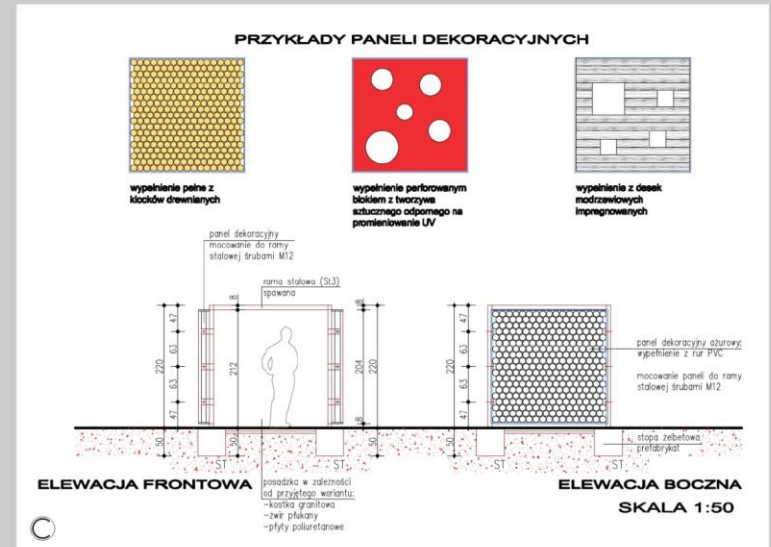 PRZYKŁADY PANELI DEKORACYJNYCH
wypełnienie pełne z
klocków drewnianych
wypełnienie perforowanym
blokiem z tworzywa
sztucznego odpornego na
promieniowanie UV
wypełnienie z desek
modrzewiowych
impregnowanych
panel dekoracyjny
mocowanie do ramy
stalowej śrubami M12
rama stalowa (St3)
spawana
220
47
63
63
47
50
8
212
50
8
204
8
220
50
220
47
63
63
47
50
panel dekoracyjny ażurowy:
wypełnienie z rur PVC
mocowanie paneli do ramy
stalowej śrubami M12
stopa żelbetowa
prefabrykat
ST
ST
ST
ST
ELEWACJA FRONTOWA
posadzka w zależności
od przyjętego wariantu:
-kostka granitowa
-żwir płukany
-płyty poliuretanowe
ELEWACJA BOCZNA
SKALA 1:50
C